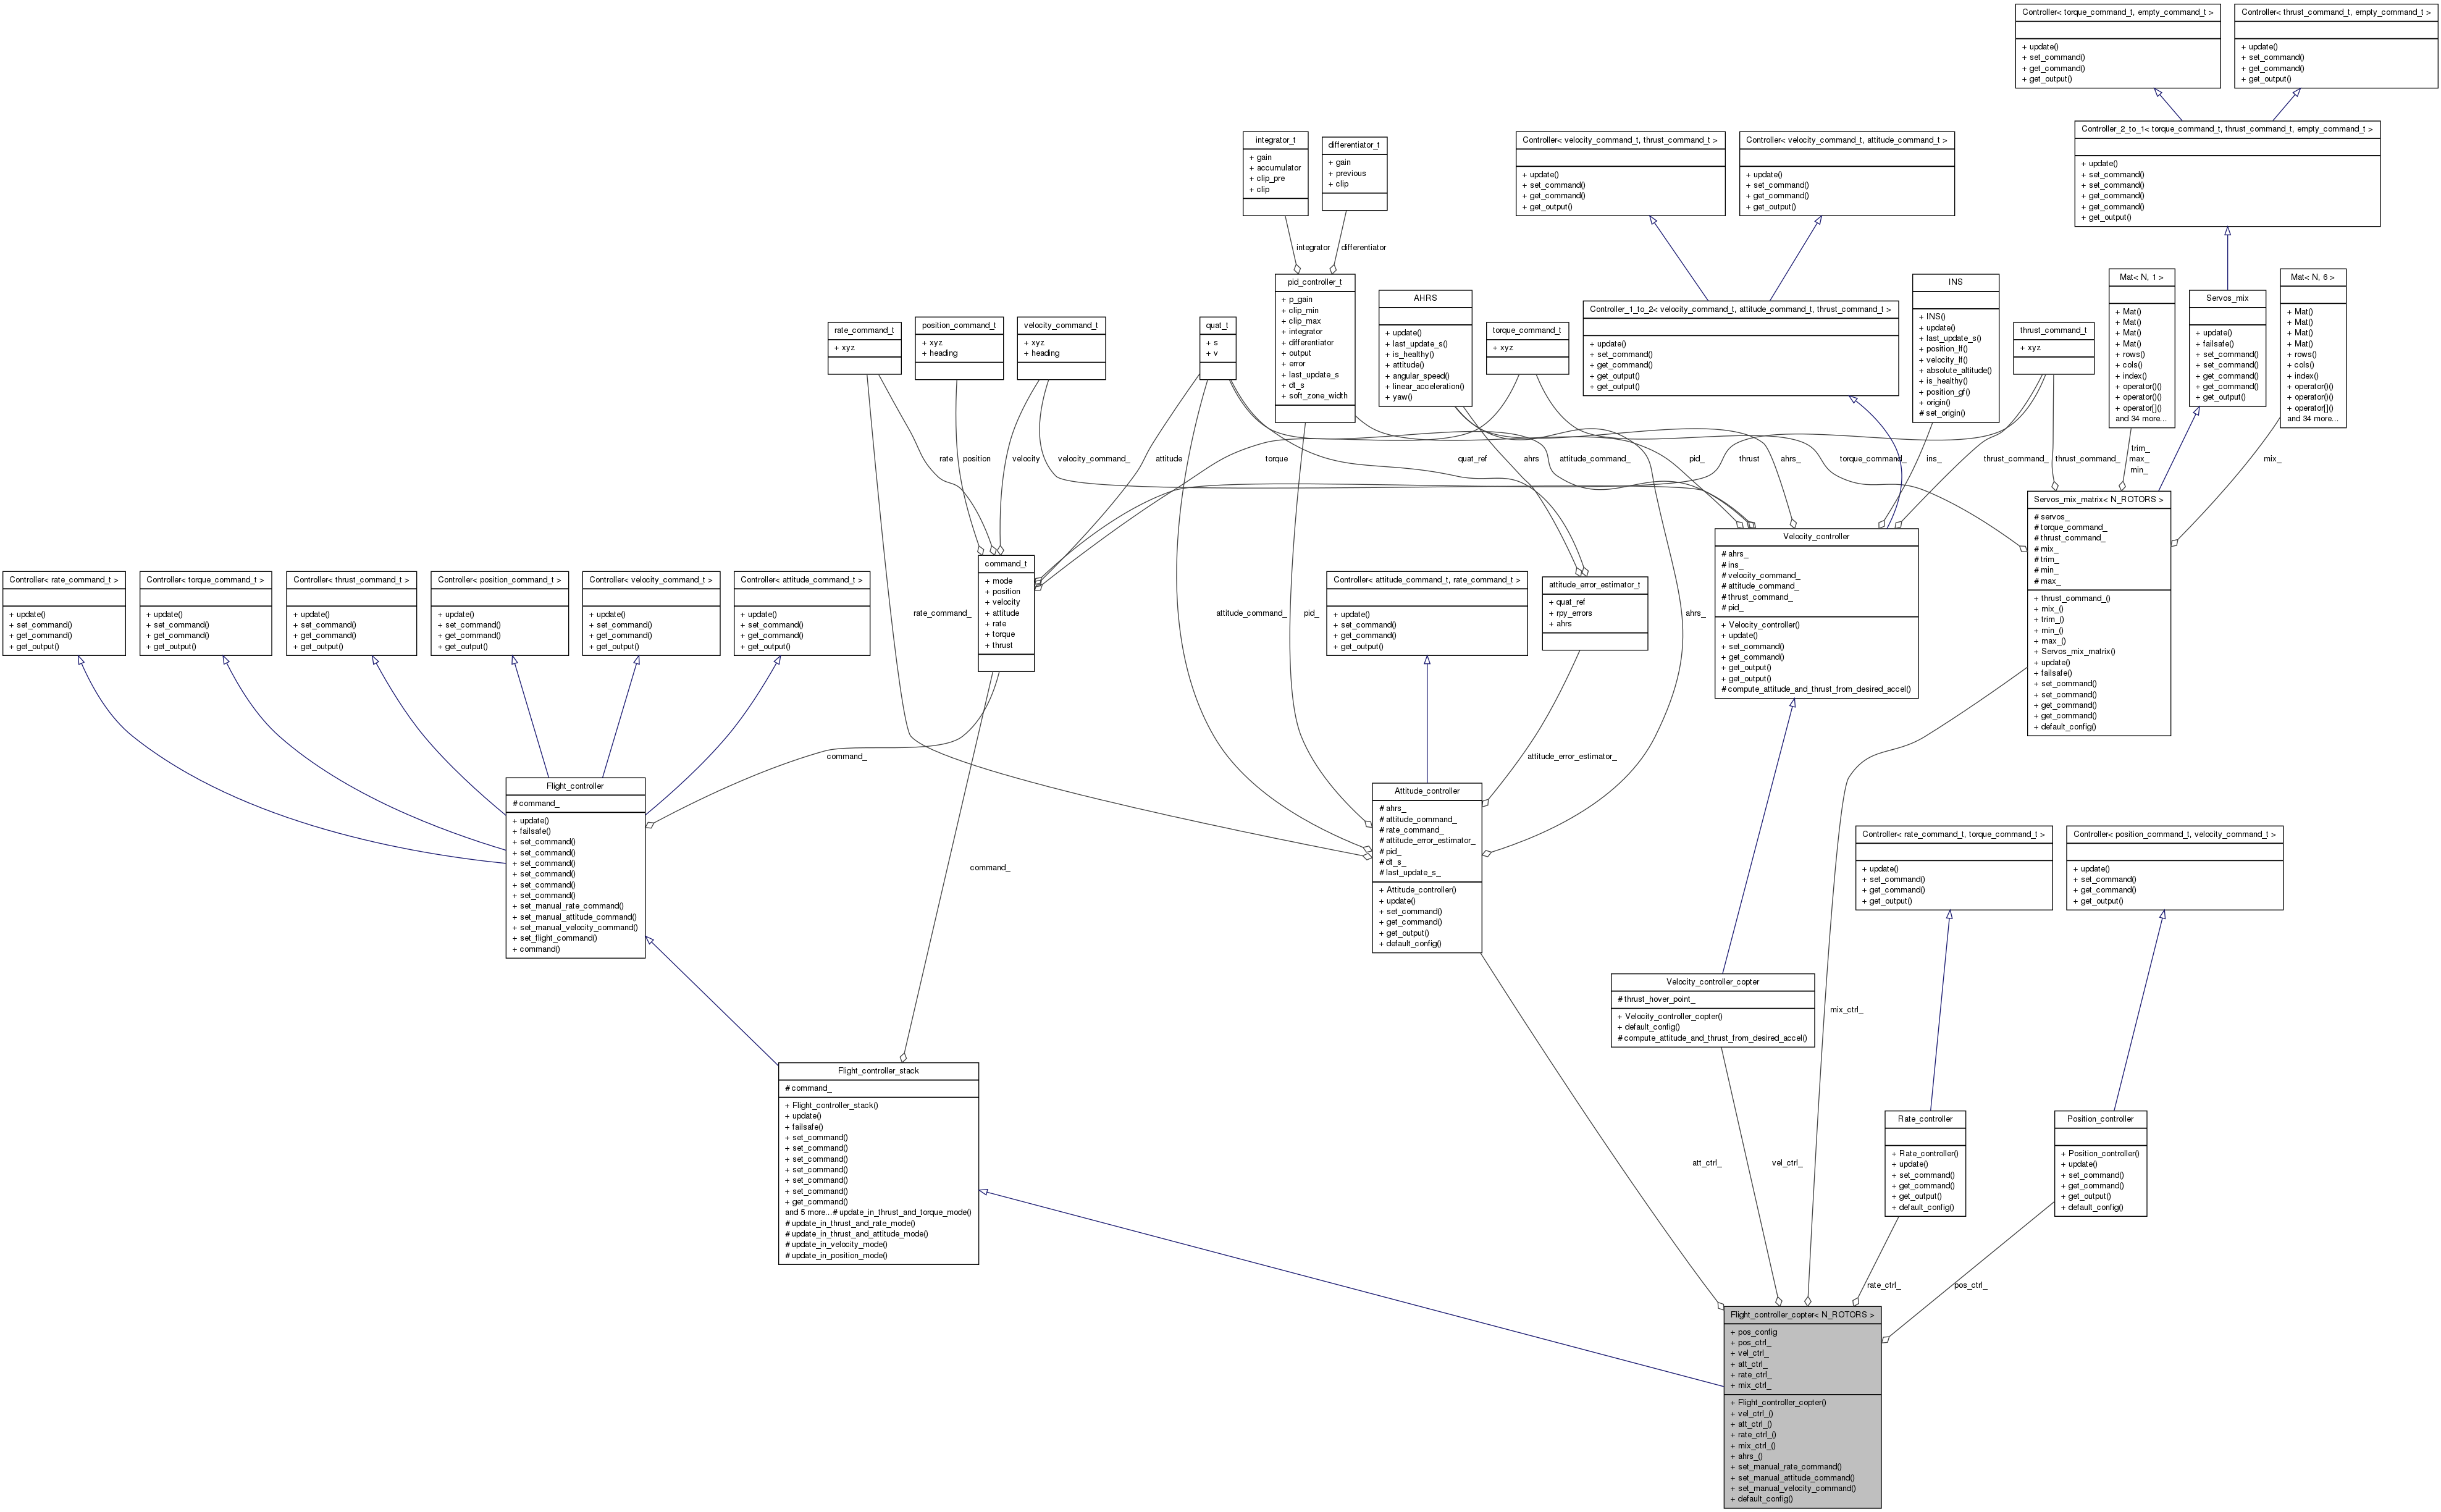 Controller< torque_command_t, empty_command_t >
+ update()
+ set_command()
+ get_command()
+ get_output()
Controller< thrust_command_t, empty_command_t >
+ update()
+ set_command()
+ get_command()
+ get_output()
Controller_2_to_1< torque_command_t, thrust_command_t, empty_command_t >
+ update()
+ set_command()
+ set_command()
+ get_command()
+ get_command()
+ get_output()
integrator_t
+ gain
+ accumulator
+ clip_pre
+ clip
differentiator_t
+ gain
+ previous
+ clip
Controller< velocity_command_t, thrust_command_t >
+ update()
+ set_command()
+ get_command()
+ get_output()
Controller< velocity_command_t, attitude_command_t >
+ update()
+ set_command()
+ get_command()
+ get_output()
integrator
differentiator
rate_command_t
+ xyz
position_command_t
+ xyz
+ heading
velocity_command_t
+ xyz
+ heading
quat_t
+ s
+ v
pid_controller_t
+ p_gain
+ clip_min
+ clip_max
+ integrator
+ differentiator
+ output
+ error
+ last_update_s
+ dt_s
+ soft_zone_width
AHRS
+ update()
+ last_update_s()
+ is_healthy()
+ attitude()
+ angular_speed()
+ linear_acceleration()
+ yaw()
torque_command_t
+ xyz
Controller_1_to_2< velocity_command_t, attitude_command_t, thrust_command_t >
+ update()
+ set_command()
+ get_command()
+ get_output()
+ get_output()
INS
+ INS()
+ update()
+ last_update_s()
+ position_lf()
+ velocity_lf()
+ absolute_altitude()
+ is_healthy()
+ position_gf()
+ origin()
# set_origin()
thrust_command_t
+ xyz
Mat< N, 1 >
+ Mat()
+ Mat()
+ Mat()
+ Mat()
+ rows()
+ cols()
+ index()
+ operator()()
+ operator()()
+ operator[]()
and 34 more...
Servos_mix
+ update()
+ failsafe()
+ set_command()
+ set_command()
+ get_command()
+ get_command()
+ get_output()
Mat< N, 6 >
+ Mat()
+ Mat()
+ Mat()
+ Mat()
+ rows()
+ cols()
+ index()
+ operator()()
+ operator()()
+ operator[]()
and 34 more...
rate
position
velocity
velocity_command_
attitude
torque
quat_ref
ahrs
attitude_command_
pid_
thrust
ahrs_
torque_command_
ins_
thrust_command_
thrust_command_
trim_
max_
min_
mix_
Controller< rate_command_t >
+ update()
+ set_command()
+ get_command()
+ get_output()
Controller< torque_command_t >
+ update()
+ set_command()
+ get_command()
+ get_output()
Controller< thrust_command_t >
+ update()
+ set_command()
+ get_command()
+ get_output()
Controller< position_command_t >
+ update()
+ set_command()
+ get_command()
+ get_output()
Controller< velocity_command_t >
+ update()
+ set_command()
+ get_command()
+ get_output()
Controller< attitude_command_t >
+ update()
+ set_command()
+ get_command()
+ get_output()
rate_command_
command_t
+ mode
+ position
+ velocity
+ attitude
+ rate
+ torque
+ thrust
attitude_command_
pid_
Controller< attitude_command_t, rate_command_t >
+ update()
+ set_command()
+ get_command()
+ get_output()
attitude_error_estimator_t
+ quat_ref
+ rpy_errors
+ ahrs
ahrs_
Velocity_controller
# ahrs_
# ins_
# velocity_command_
# attitude_command_
# thrust_command_
# pid_
+ Velocity_controller()
+ update()
+ set_command()
+ get_command()
+ get_output()
+ get_output()
# compute_attitude_and_thrust_from_desired_accel()
Servos_mix_matrix< N_ROTORS >
# servos_
# torque_command_
# thrust_command_
# mix_
# trim_
# min_
# max_
+ thrust_command_()
+ mix_()
+ trim_()
+ min_()
+ max_()
+ Servos_mix_matrix()
+ update()
+ failsafe()
+ set_command()
+ set_command()
+ get_command()
+ get_command()
+ default_config()
command_
attitude_error_estimator_
Flight_controller
# command_
+ update()
+ failsafe()
+ set_command()
+ set_command()
+ set_command()
+ set_command()
+ set_command()
+ set_command()
+ set_manual_rate_command()
+ set_manual_attitude_command()
+ set_manual_velocity_command()
+ set_flight_command()
+ command()
command_
Attitude_controller
# ahrs_
# attitude_command_
# rate_command_
# attitude_error_estimator_
# pid_
# dt_s_
# last_update_s_
+ Attitude_controller()
+ update()
+ set_command()
+ get_command()
+ get_output()
+ default_config()
Controller< rate_command_t, torque_command_t >
+ update()
+ set_command()
+ get_command()
+ get_output()
Controller< position_command_t, velocity_command_t >
+ update()
+ set_command()
+ get_command()
+ get_output()
Velocity_controller_copter
# thrust_hover_point_
+ Velocity_controller_copter()
+ default_config()
# compute_attitude_and_thrust_from_desired_accel()
mix_ctrl_
Flight_controller_stack
# command_
+ Flight_controller_stack()
+ update()
+ failsafe()
+ set_command()
+ set_command()
+ set_command()
+ set_command()
+ set_command()
+ set_command()
+ get_command()
and 5 more...# update_in_thrust_and_torque_mode()
# update_in_thrust_and_rate_mode()
# update_in_thrust_and_attitude_mode()
# update_in_velocity_mode()
# update_in_position_mode()
att_ctrl_
vel_ctrl_
Rate_controller
+ Rate_controller()
+ update()
+ set_command()
+ get_command()
+ get_output()
+ default_config()
Position_controller
+ Position_controller()
+ update()
+ set_command()
+ get_command()
+ get_output()
+ default_config()
rate_ctrl_
pos_ctrl_
Flight_controller_copter< N_ROTORS >
+ pos_config
+ pos_ctrl_
+ vel_ctrl_
+ att_ctrl_
+ rate_ctrl_
+ mix_ctrl_
+ Flight_controller_copter()
+ vel_ctrl_()
+ att_ctrl_()
+ rate_ctrl_()
+ mix_ctrl_()
+ ahrs_()
+ set_manual_rate_command()
+ set_manual_attitude_command()
+ set_manual_velocity_command()
+ default_config()